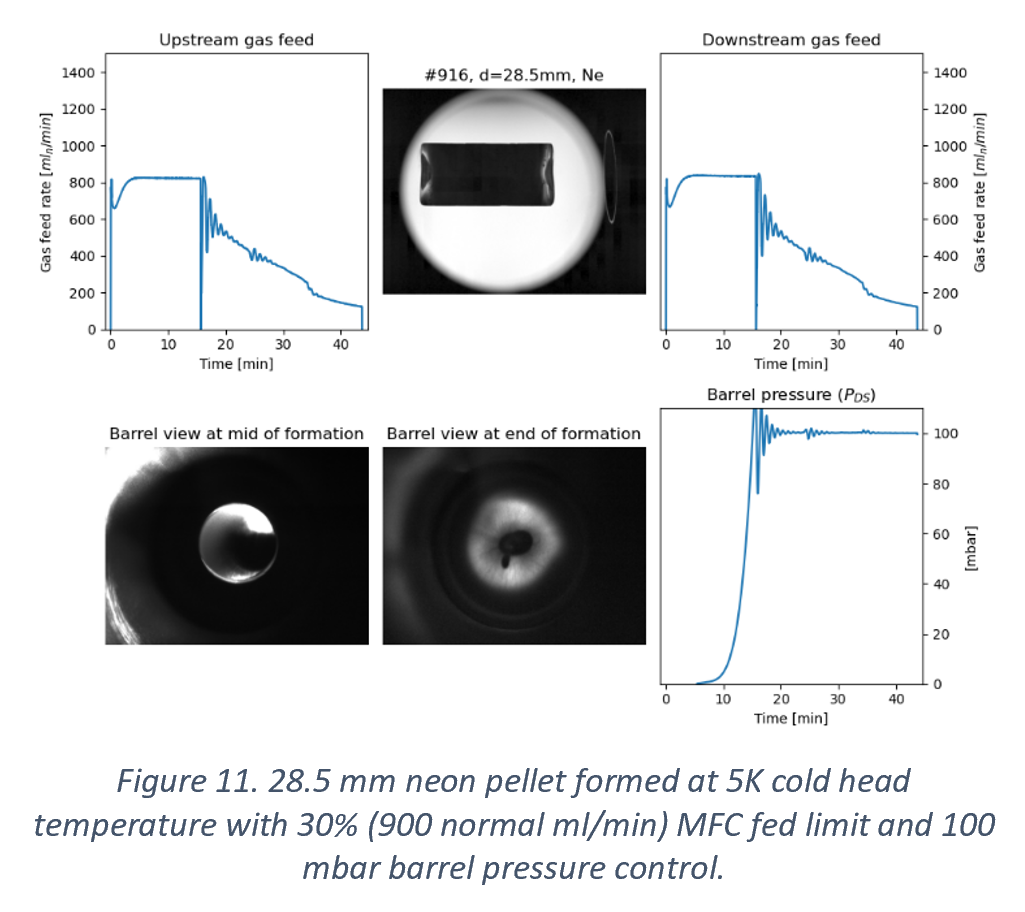 Upstream gas feed
1400
1200
1000
800
600
400
200
0
Gas feed rate [ml_n/min]
0 10 20 30 40
Time [min]
#916, d=28.5mm, Ne
Downstream gas feed
1400
1200
1000
800
600
400
200
0
Gas feed rate [ml_n/min]
0 10 20 30 40
Time [min]
Barrel view at mid of formation
Barrel view at end of formation
Barrel pressure (P_DS)
100
80
60
40
20
0
[mbar]
0 10 20 30 40
Time [min]
Figure 11. 28.5 mm neon pellet formed at 5K cold head
temperature with 30% (900 normal ml/min) MFC fed limit and 100
mbar barrel pressure control.